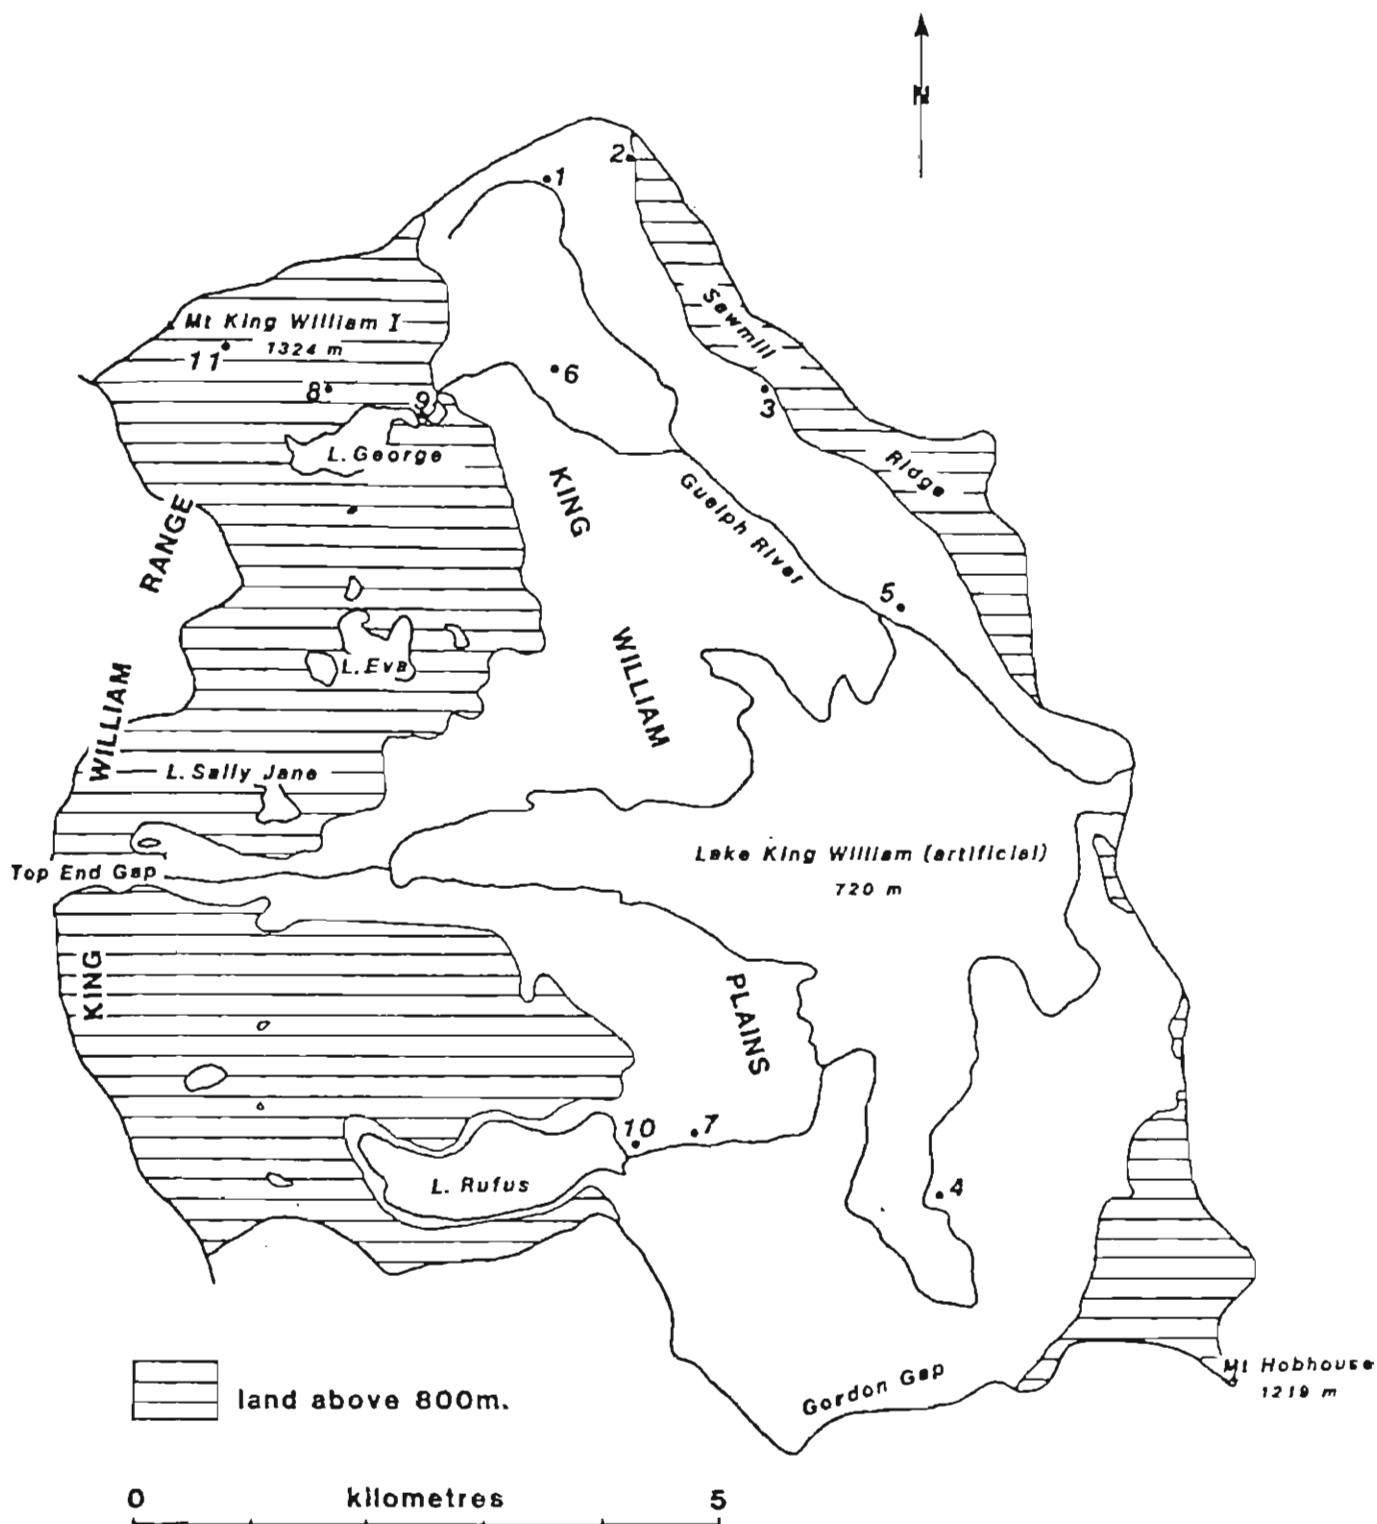 N
2
1
Sawmill
Mt King William I
1324 m
11
8
9
6
3
L. George
Ridge
KING
Guelph River
RANGE
5
WILLIAM
L. Eva
WILLIAM
L. Sally Jane
Lake King William (artificial)
720 m
Top End Gap
KING
PLAINS
10
7
L. Rufus
4
Gordon Gap
Mt Hobhouse
1219 m
land above 800m.
0 kilometres 5